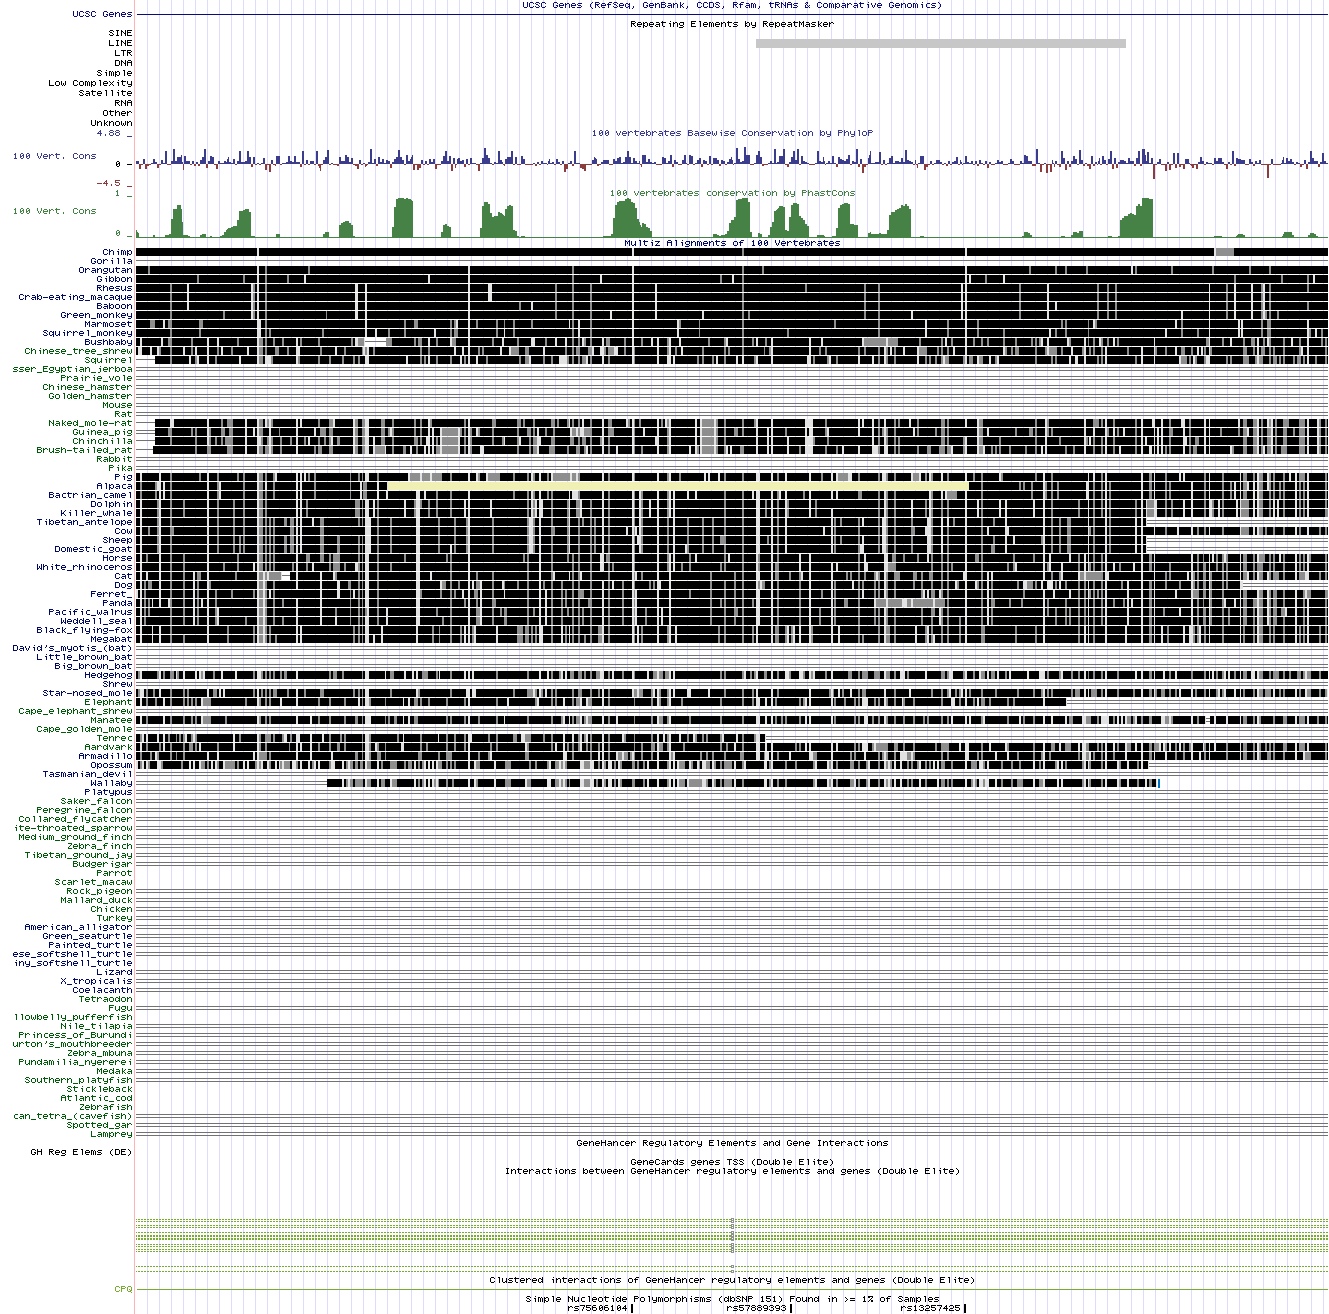 UCSC Genes (RefSeq, GenBank, CCDS, Rfam, tRNAs & Comparative Genomics)
UCSC Genes
Repeating Elements by RepeatMasker
SINE
LINE
LTR
DNA
Simple
Low Complexity
Satellite
RNA
Other
Unknown
100 vertebrates Basewise Conservation by PhyloP
4.88 _
100 Vert. Cons
0 _
-4.5 _
100 vertebrates conservation by PhastCons
1 _
100 Vert. Cons
0 _
Multiz Alignments of 100 Vertebrates
Chimp
Gorilla
Orangutan
Gibbon
Rhesus
Crab-eating_macaque
Baboon
Green_monkey
Marmoset
Squirrel_monkey
Bushbaby
Chinese_tree_shrew
Squirrel
sser_Egyptian_jerboa
Prairie_vole
Chinese_hamster
Golden_hamster
Mouse
Rat
Naked_mole-rat
Guinea_pig
Chinchilla
Brush-tailed_rat
Rabbit
Pika
Pig
Alpaca
Bactrian_camel
Dolphin
Killer_whale
Tibetan_antelope
Cow
Sheep
Domestic_goat
Horse
White_rhinoceros
Cat
Dog
Ferret_
Panda
Pacific_walrus
Weddell_seal
Black_flying-fox
Megabat
David's_myotis_(bat)
Little_brown_bat
Big_brown_bat
Hedgehog
Shrew
Star-nosed_mole
Elephant
Cape_elephant_shrew
Manatee
Cape_golden_mole
Tenrec
Aardvark
Armadillo
Opossum
Tasmanian_devil
Wallaby
Platypus
Saker_falcon
Peregrine_falcon
Collared_flycatcher
ite-throated_sparrow
Medium_ground_finch
Zebra_finch
Tibetan_ground_jay
Budgerigar
Parrot
Scarlet_macaw
Rock_pigeon
Mallard_duck
Chicken
Turkey
American_alligator
Green_seaturtle
Painted_turtle
ese_softshell_turtle
iny_softshell_turtle
Lizard
X_tropicalis
Coelacanth
Tetraodon
Fugu
llowbelly_pufferfish
Nile_tilapia
Princess_of_Burundi
urton's_mouthbreeder
Zebra_mbuna
Pundamilia_nyererei
Medaka
Southern_platyfish
Stickleback
Atlantic_cod
Zebrafish
can_tetra_(cavefish)
Spotted_gar
Lamprey
GeneHancer Regulatory Elements and Gene Interactions
GH Reg Elems (DE)
GeneCards genes TSS (Double Elite)
Interactions between GeneHancer regulatory elements and genes (Double Elite)
Clustered interactions of GeneHancer regulatory elements and genes (Double Elite)
CPQ
Simple Nucleotide Polymorphisms (dbSNP 151) Found in >= 1% of Samples
rs75606104 rs57889393 rs13257425